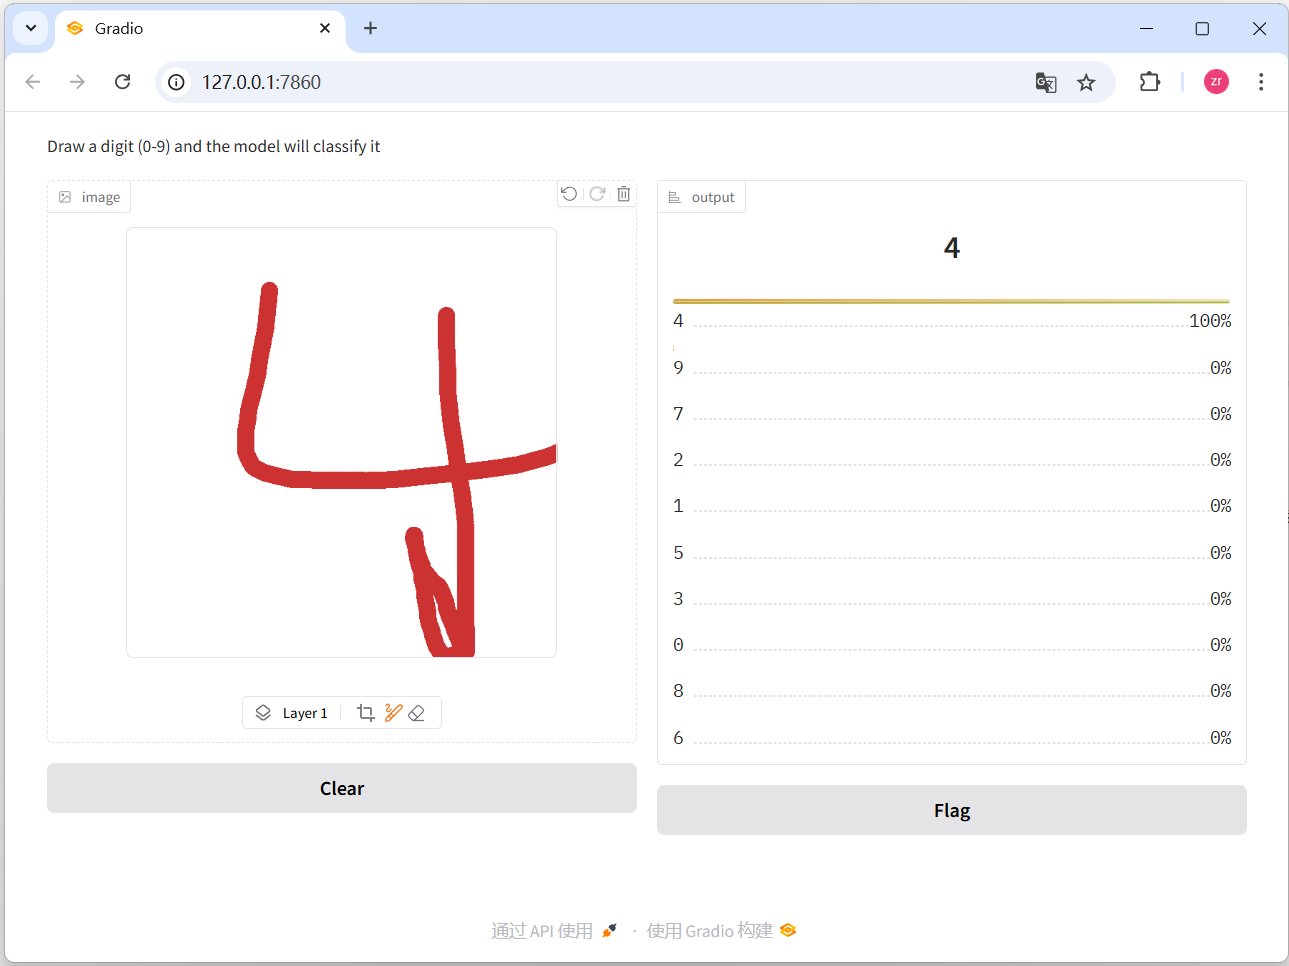 Gradio
127.0.0.1:7860
zr
Draw a digit (0-9) and the model will classify it
image
output
4
4
4 100%
9 0%
7 0%
2 0%
1 0%
5 0%
3 0%
0 0%
8 0%
6 0%
Layer 1
Clear
Flag
通过 API 使用 · 使用 Gradio 构建